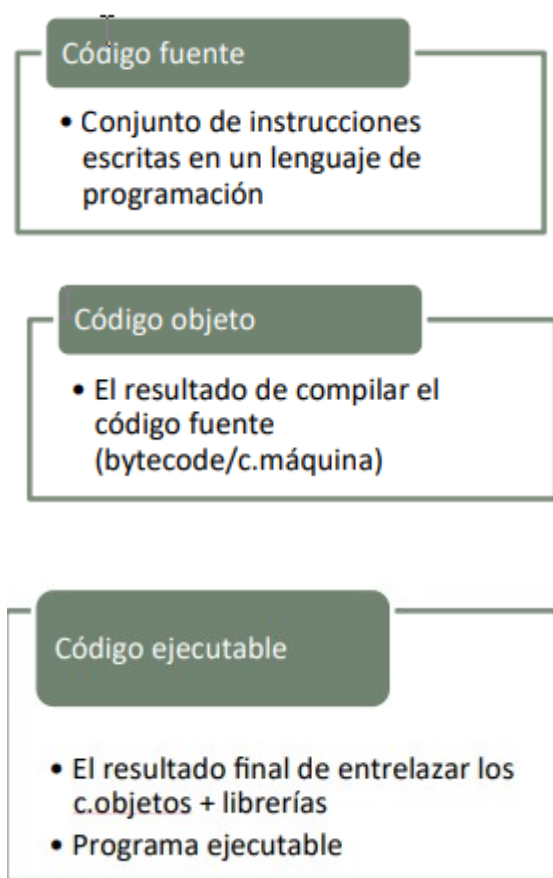 Código fuente
• Conjunto de instrucciones
escritas en un lenguaje de
programación
Código objeto
• El resultado de compilar el
código fuente
(bytecode/c.máquina)
Código ejecutable
• El resultado final de entrelazar los
c.objetos + librerías
• Programa ejecutable